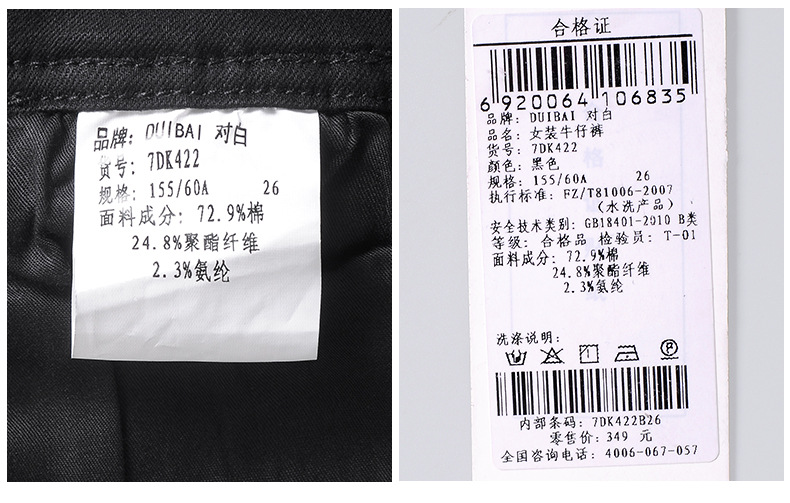 品牌: DUIBAI 对白
货号: 7DK422
规格: 155/60A 26
面料成分: 72.9%棉
24.8%聚酯纤维
2.3%氨纶
合格证
6 920064 106835
品牌: DUIBAI 对白
品名: 女装牛仔裤
货号: 7DK422
颜色: 黑色
规格: 155/60A 26
执行标准: FZ/T81006-2007
(水洗产品)
安全技术类别: GB18401-2010 B类
等级: 合格品 检验员: T-01
面料成分: 72.9%棉
24.8%聚酯纤维
2.3%氨纶
洗涤说明:
内部条码: 7DK422B26
零售价: 349 元
全国咨询电话: 4006-067-057